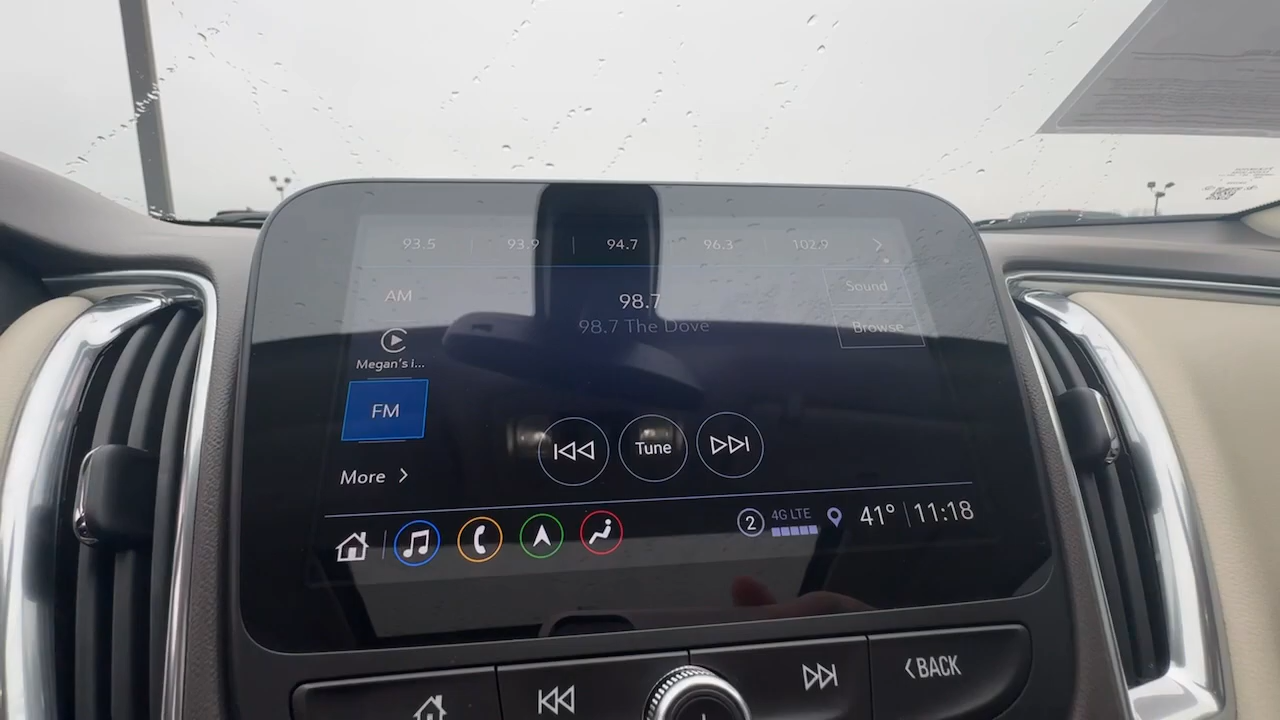 93.5 93.9 94.7 96.3 102.9
AM
98.7
Sound
98.7 The Dove
Browse
Megan's i...
FM
Tune
More
2 4G LTE 41° 11:18
BACK